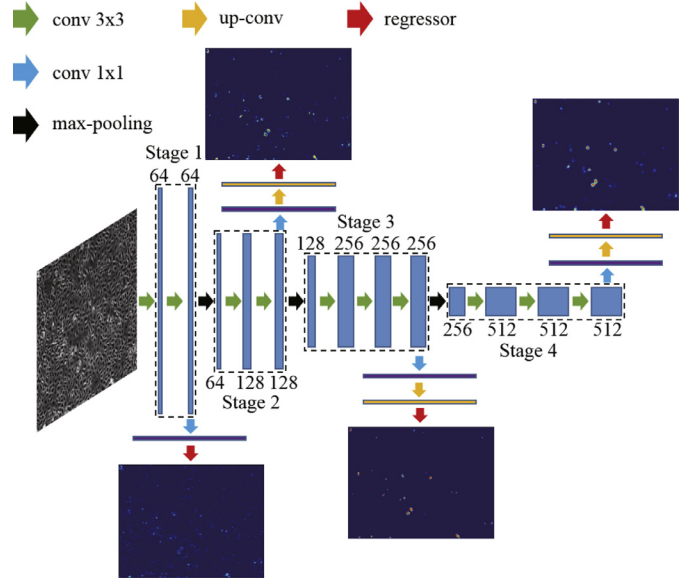 conv 3x3
up-conv
regressor
conv 1x1
max-pooling
Stage 1
64 64
Stage 3
128 256 256 256
64 128 128
Stage 2
256 512 512 512
Stage 4